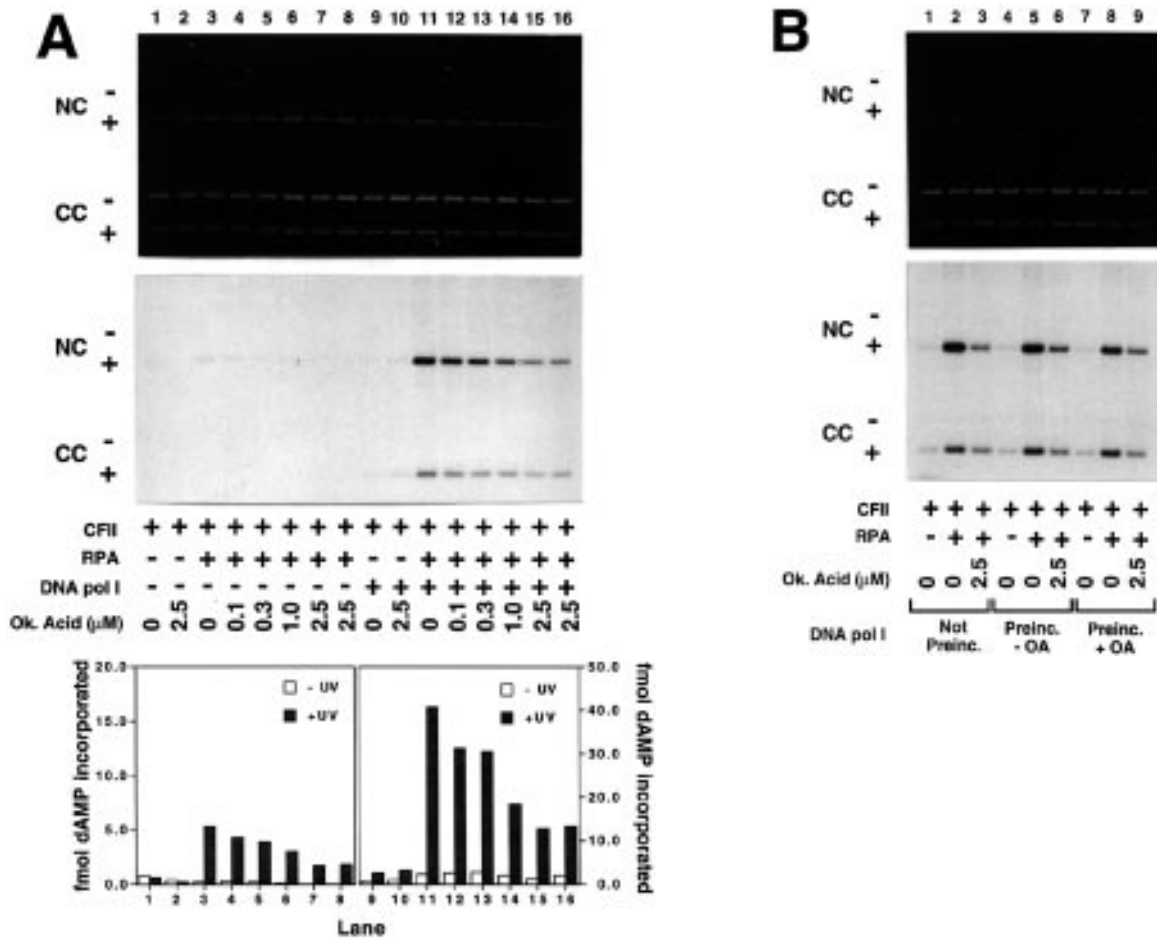 A
1 2 3 4 5 6 7 8 9 10 11 12 13 14 15 16
NC - +
CC - +
NC - +
CC - +
CFII + + + + + + + + + + + + + + + +
RPA - - + + + + + + - - + + + + + +
DNA pol I - - - - - - - - + + + + + + + +
Ok. Acid (μM) 0 2.5 0 0.1 0.3 1.0 2.5 2.5 0 2.5 0 0.1 0.3 1.0 2.5 2.5
fmol dAMP incorporated
20.0
15.0
10.0
5.0
0.0
- UV
+UV
1 2 3 4 5 6 7 8
- UV
+UV
9 10 11 12 13 14 15 16
50.0
40.0
30.0
20.0
10.0
0.0
fmol dAMP incorporated
Lane
B
1 2 3 4 5 6 7 8 9
NC - +
CC - +
NC - +
CC - +
CFII + + + + + + + + +
RPA - + + - + + - + +
Ok. Acid (μM) 0 0 2.5 0 0 2.5 0 0 2.5
DNA pol I
Not Preinc.
Preinc. - OA
Preinc. + OA